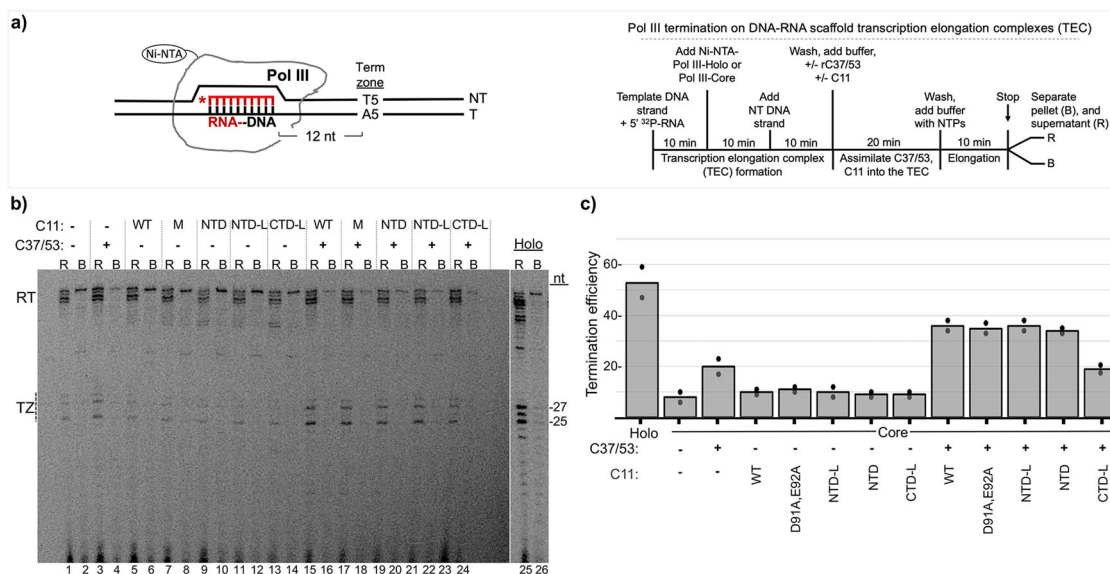 a)
Ni-NTA
Pol III
Term
zone
*
T5 NT
A5 T
RNA--DNA
12 nt
Pol III termination on DNA-RNA scaffold transcription elongation complexes (TEC)
Add Ni-NTA-
Pol III-Holo or
Pol III-Core
Wash, add buffer,
+/- rC37/53
+/- C11
Template DNA
strand
+ 5' ³²P-RNA
Add
NT DNA
strand
Wash,
add buffer
with NTPs
Stop
Separate
pellet (B), and
supernatant (R)
10 min 10 min 10 min 20 min 10 min
Transcription elongation complex
(TEC) formation
Assimilate C37/53,
C11 into the TEC
Elongation
R
B
b)
C11: - - WT M NTD NTD-L CTD-L WT M NTD NTD-L CTD-L
C37/53: - + - - - - - + + + + + Holo
R B R B R B R B R B R B R B R B R B R B R B R B R B
nt
RT
TZ
-27
-25
1 2 3 4 5 6 7 8 9 10 11 12 13 14 15 16 17 18 19 20 21 22 23 24 25 26
c)
Termination efficiency
60-
40-
20-
Holo Core
C37/53: - + - - - - - + + + + +
C11: - - WT D91A,E92A NTD-L NTD CTD-L WT D91A,E92A NTD-L NTD CTD-L